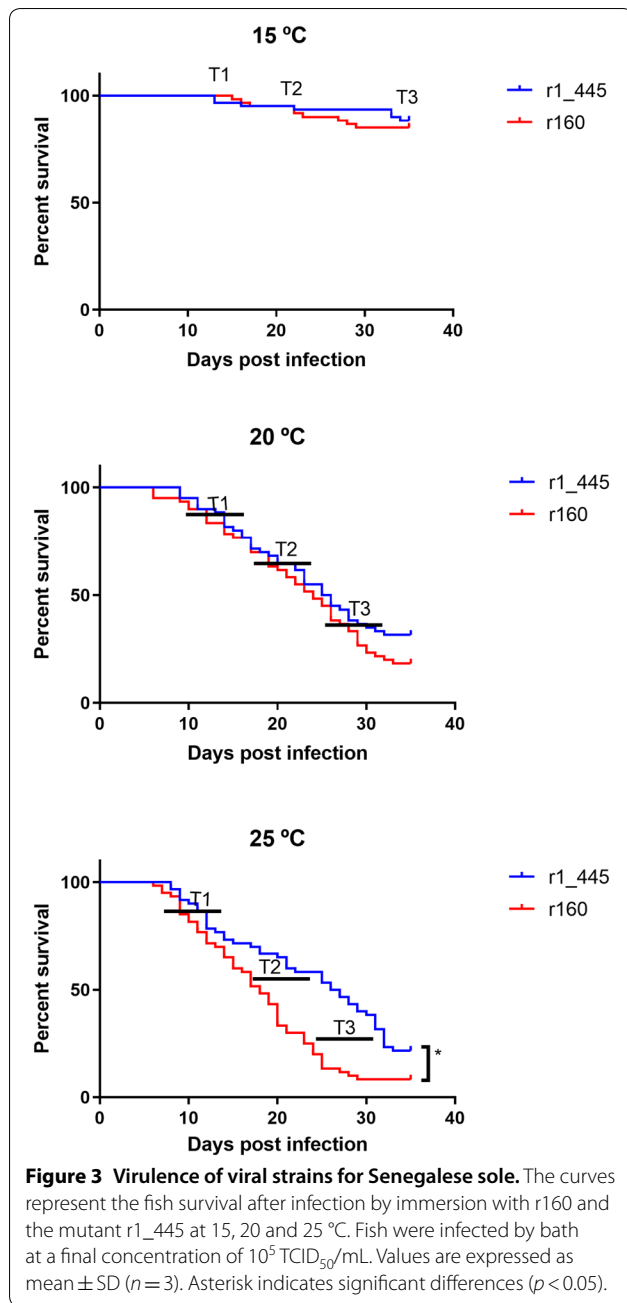 15 ºC
T1
T2
T3
r1_445
r160
100
50
0
Percent survival
0 10 20 30 40
Days post infection
20 ºC
T1
T2
T3
r1_445
r160
100
50
0
Percent survival
0 10 20 30 40
Days post infection
25 ºC
T1
T2
T3
*
r1_445
r160
100
50
0
Percent survival
0 10 20 30 40
Days post infection
Figure 3 Virulence of viral strains for Senegalese sole. The curves
represent the fish survival after infection by immersion with r160 and
the mutant r1_445 at 15, 20 and 25 °C. Fish were infected by bath
at a final concentration of 10⁵ TCID₅₀/mL. Values are expressed as
mean ± SD (n = 3). Asterisk indicates significant differences (p < 0.05).